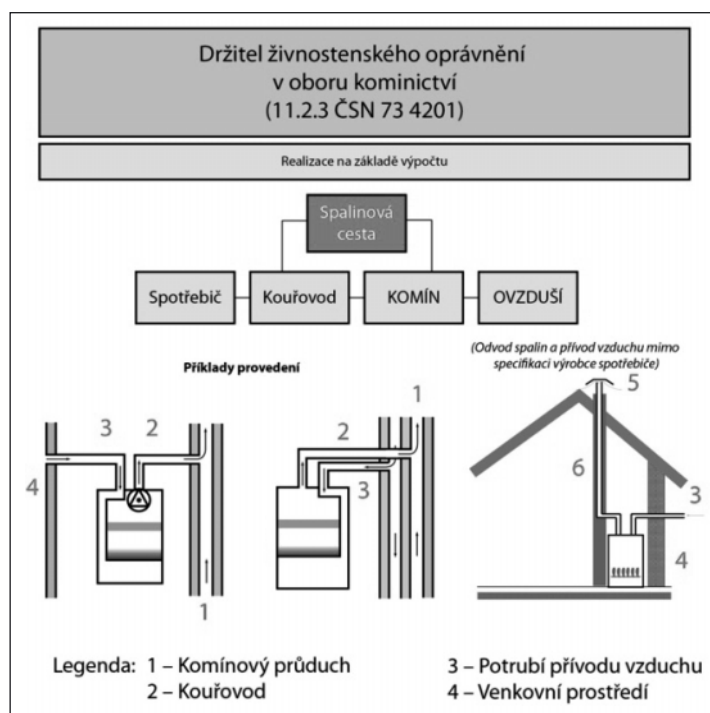 Držitel živnostenského oprávnění
v oboru kominictví
(11.2.3 ČSN 73 4201)
Realizace na základě výpočtu
Spalinová
cesta
Spotřebič
Kouřovod
KOMÍN
OVZDUŠÍ
Příklady provedení
(Odvod spalin a přívod vzduchu mimo
specifikaci výrobce spotřebiče)
3 2
4
1
1
2
3
5
6
3
4
Legenda: 1 – Komínový průduch
2 – Kouřovod
3 – Potrubí přívodu vzduchu
4 – Venkovní prostředí